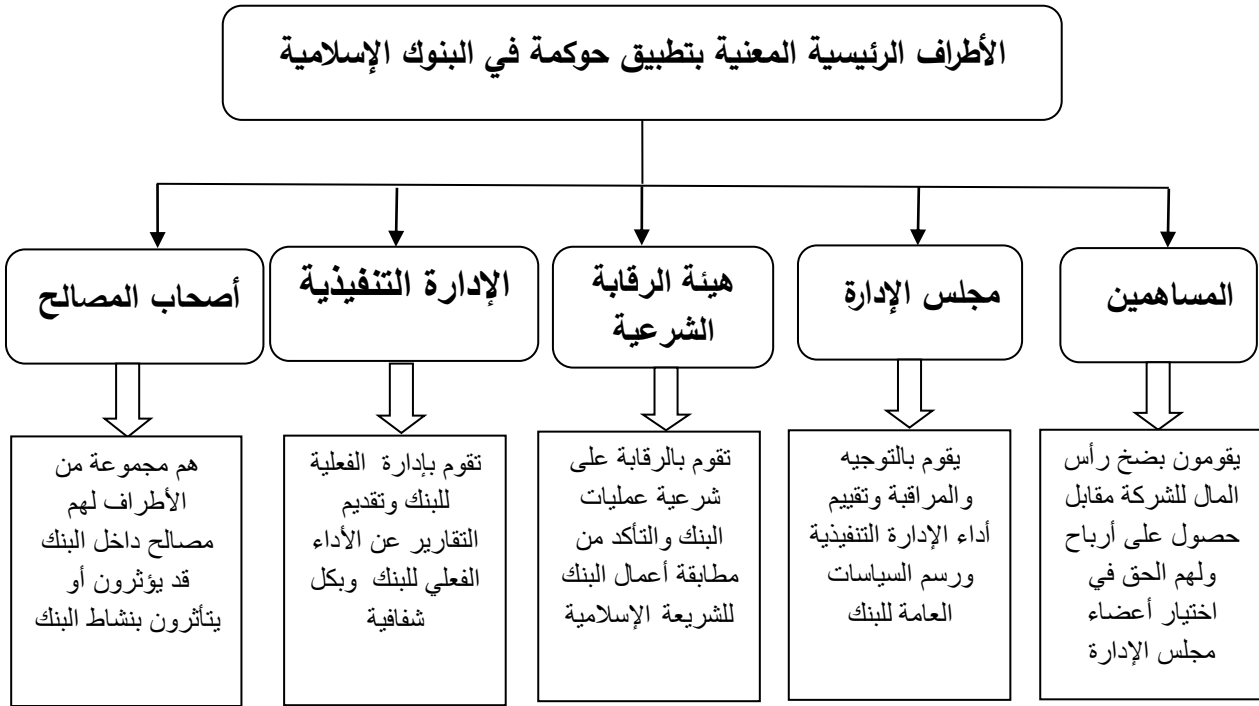 الأطراف الرئيسية المعنية بتطبيق حوكمة في البنوك الإسلامية
المساهمين
مجلس الإدارة
هيئة الرقابة
الشرعية
الإدارة التنفيذية
أصحاب المصالح
يقومون بضخ رأس
المال للشركة مقابل
حصول على أرباح
ولهم الحق في
اختيار أعضاء
مجلس الإدارة
يقوم بالتوجيه
والمراقبة وتقييم
أداء الإدارة التنفيذية
ورسم السياسات
العامة للبنك
تقوم بالرقابة على
شرعية عمليات
البنك والتأكد من
مطابقة أعمال البنك
للشريعة الإسلامية
تقوم بإدارة الفعلية
للبنك وتقديم
التقارير عن الأداء
الفعلي للبنك وبكل
شفافية
هم مجموعة من
الأطراف لهم
مصالح داخل البنك
قد يؤثرون أو
يتأثرون بنشاط البنك